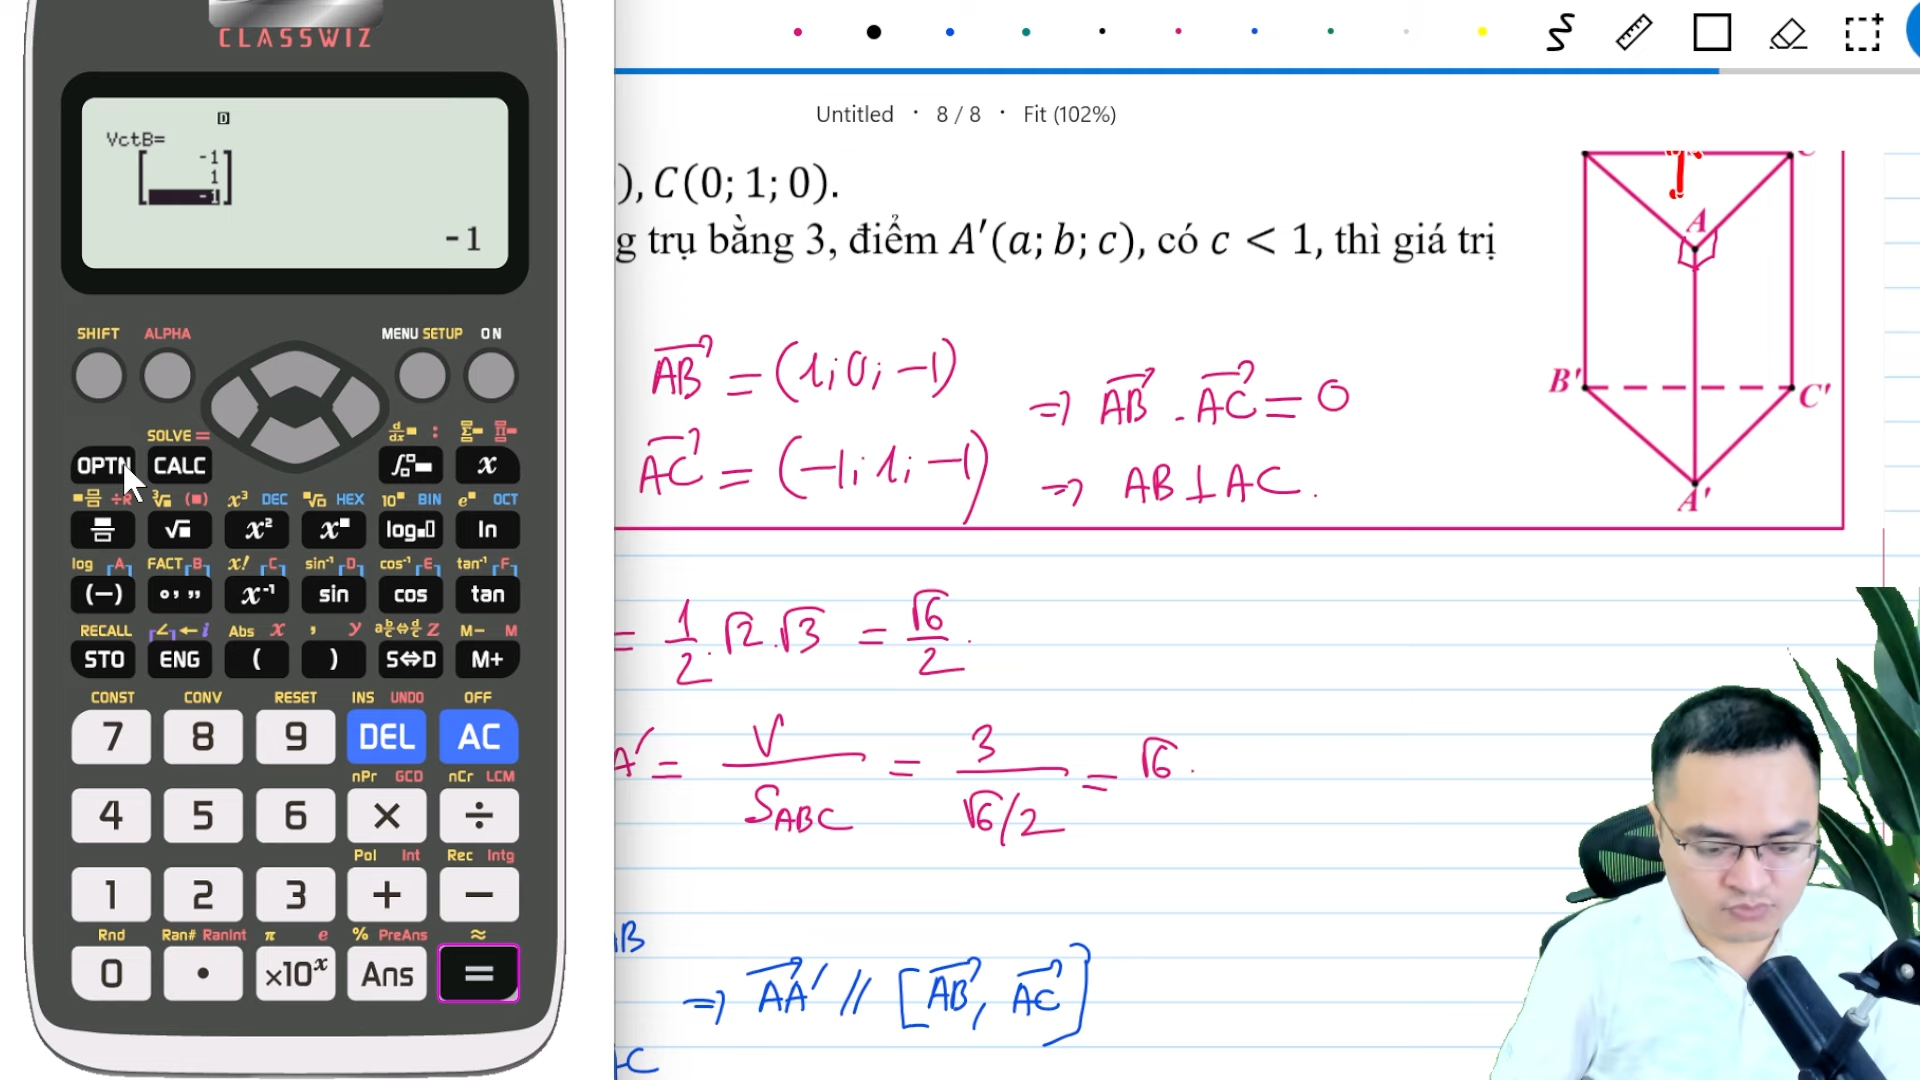 CLASSWIZ
D
VctB=
-1
1
-1
-1
SHIFT ALPHA MENU SETUP ON
SOLVE = : 
OPTN CALC x
÷R x³ DEC HEX 10■ BIN e■ OCT
x² x■ log■□ ln
log A FACT B x! C sin⁻¹ D cos⁻¹ E tan⁻¹ F
(−) °’” x⁻¹ sin cos tan
RECALL ∠ ← i Abs x , y Z M− M
STO ENG ( ) S⇔D M+
CONST CONV RESET INS UNDO OFF
7 8 9 DEL AC
nPr GCD nCr LCM
4 5 6 × ÷
Pol Int Rec Intg
1 2 3 + −
Rnd Ran# RanInt π e % PreAns ≈
0 • ×10ˣ Ans =
Untitled · 8 / 8 · Fit (102%)
), C(0; 1; 0).
g trụ bằng 3, điểm A′(a; b; c), có c < 1, thì giá trị
AB⃗ = (1; 0; −1)
⇒ AB⃗ . AC⃗ = 0
AC⃗ = (−1; 1; −1)
⇒ AB ⊥ AC.
= 1/2 . √2 . √3 = √6/2 .
A′ = V/S_ABC = 3/(√6/2) = √6 .
AB
⇒ AA′⃗ // [AB⃗, AC⃗]
AC
A
B' C'
A'